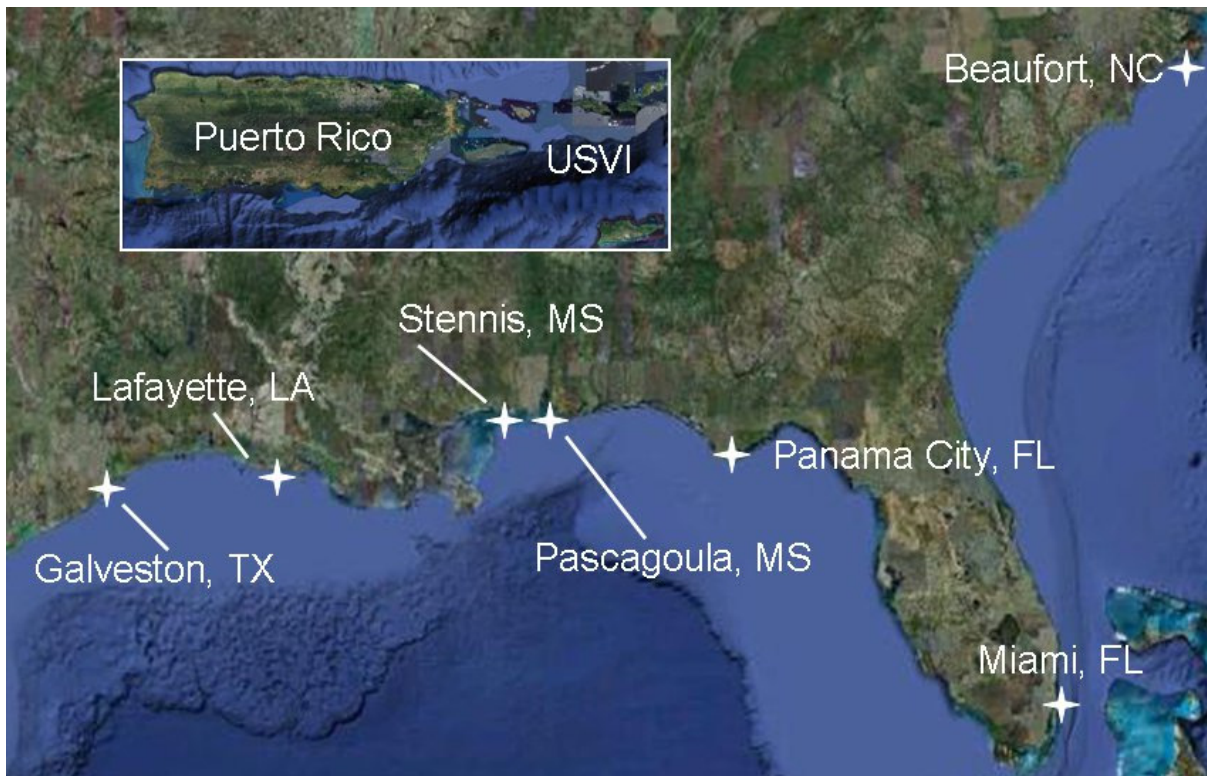 Beaufort, NC
Puerto Rico
USVI
Stennis, MS
Lafayette, LA
Panama City, FL
Pascagoula, MS
Galveston, TX
Miami, FL